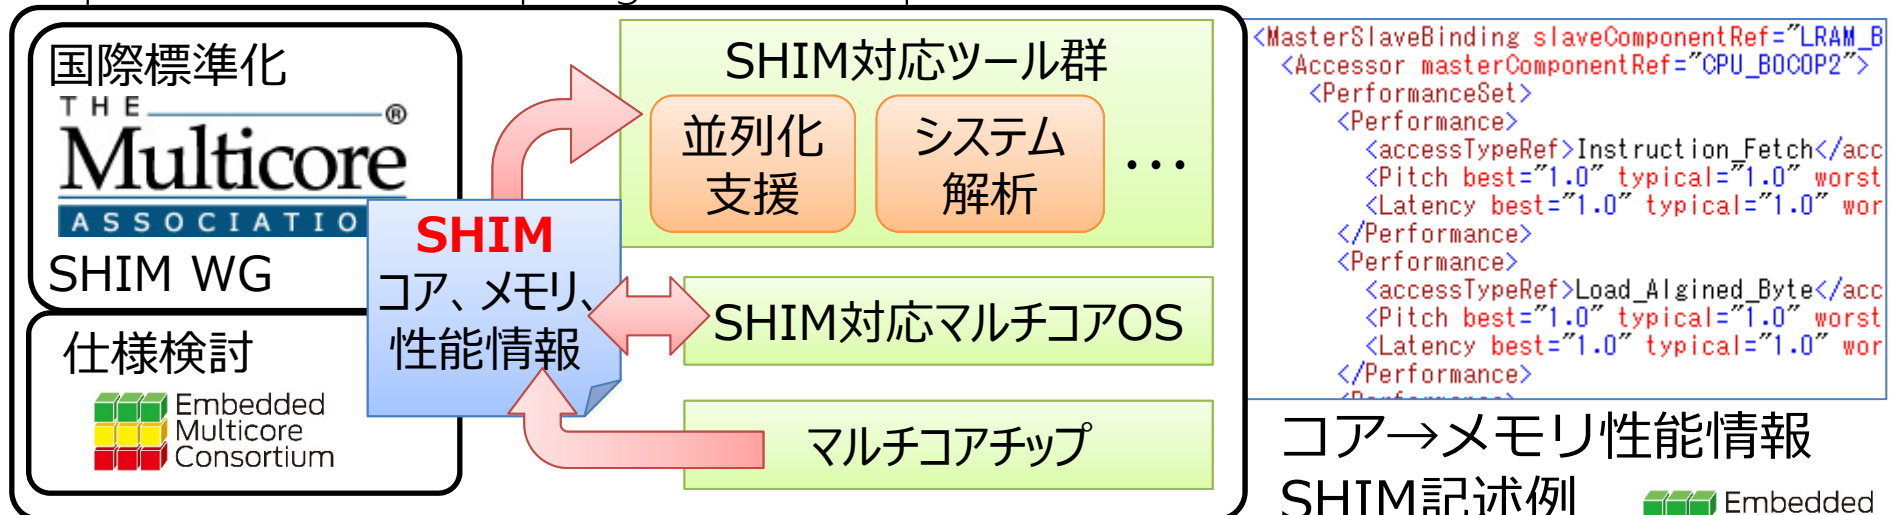 国際標準化
THE
Multicore®
ASSOCIATIO
SHIM WG
仕様検討
Embedded
Multicore
Consortium
SHIM
コア、メモリ、
性能情報
SHIM対応ツール群
並列化
支援
システム
解析
・・・
SHIM対応マルチコアOS
マルチコアチップ
<MasterSlaveBinding slaveComponentRef="LRAM_B
<Accessor masterComponentRef="CPU_BOCOP2">
<PerformanceSet>
<Performance>
<accessTypeRef>Instruction_Fetch</acc
<Pitch best="1.0" typical="1.0" worst
<Latency best="1.0" typical="1.0" wor
</Performance>
<Performance>
<accessTypeRef>Load_Algined_Byte</acc
<Pitch best="1.0" typical="1.0" worst
<Latency best="1.0" typical="1.0" wor
</Performance>
コア→メモリ性能情報
SHIM記述例
Embedded